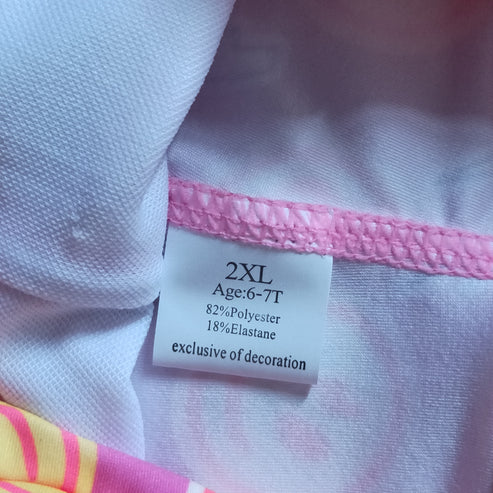 2XL
Age:6-7T
82%Polyester
18%Elastane
exclusive of decoration